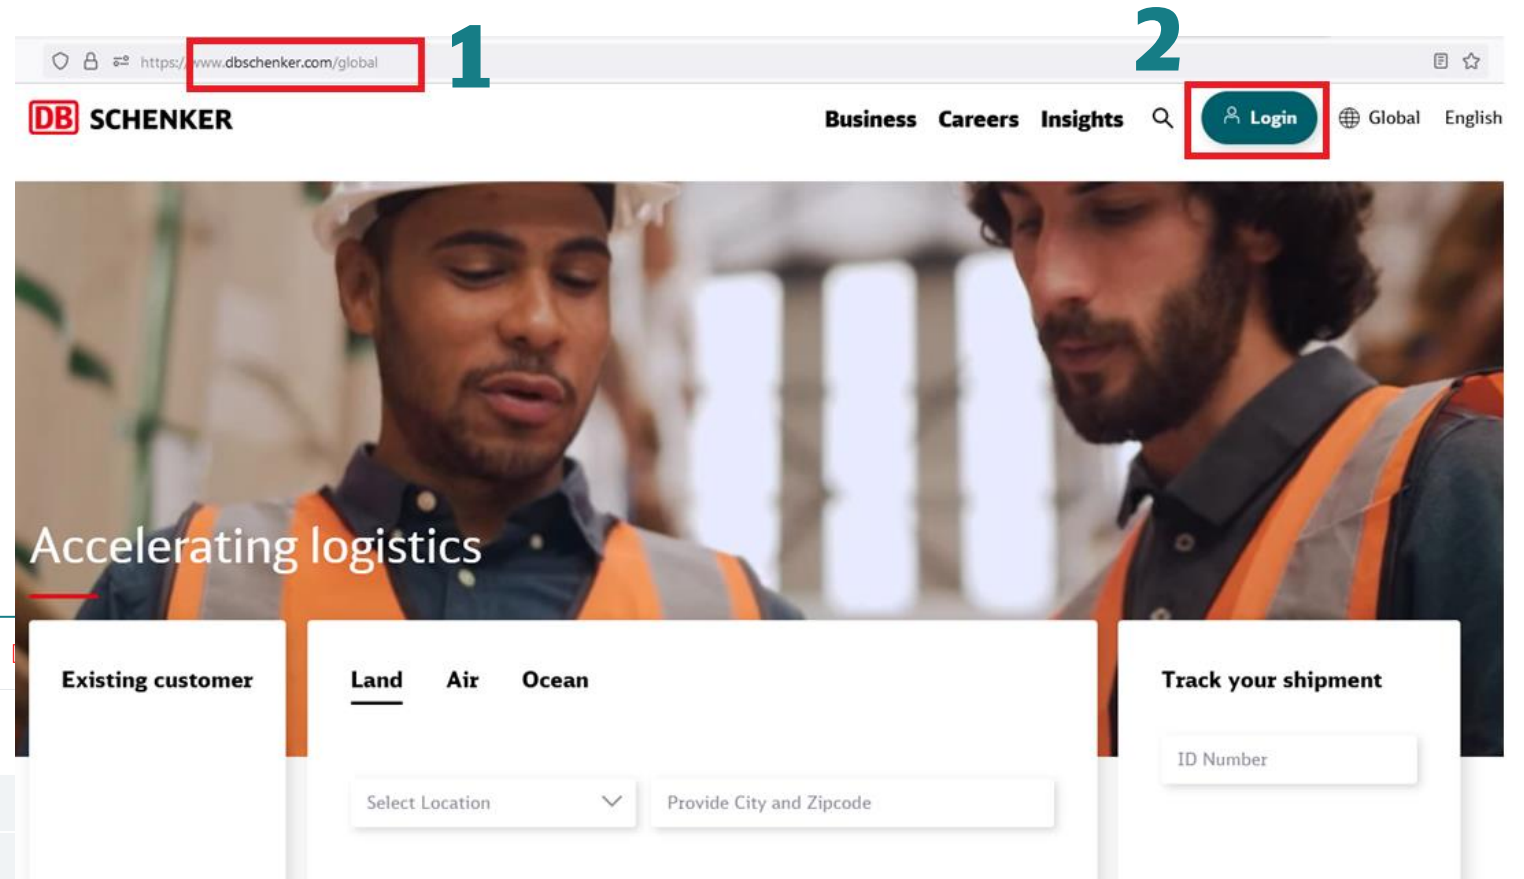 1
2
https://www.dbschenker.com/global
DB SCHENKER
Business Careers Insights Login Global English
Accelerating logistics
Existing customer
Land Air Ocean
Track your shipment
ID Number
Select Location
Provide City and Zipcode